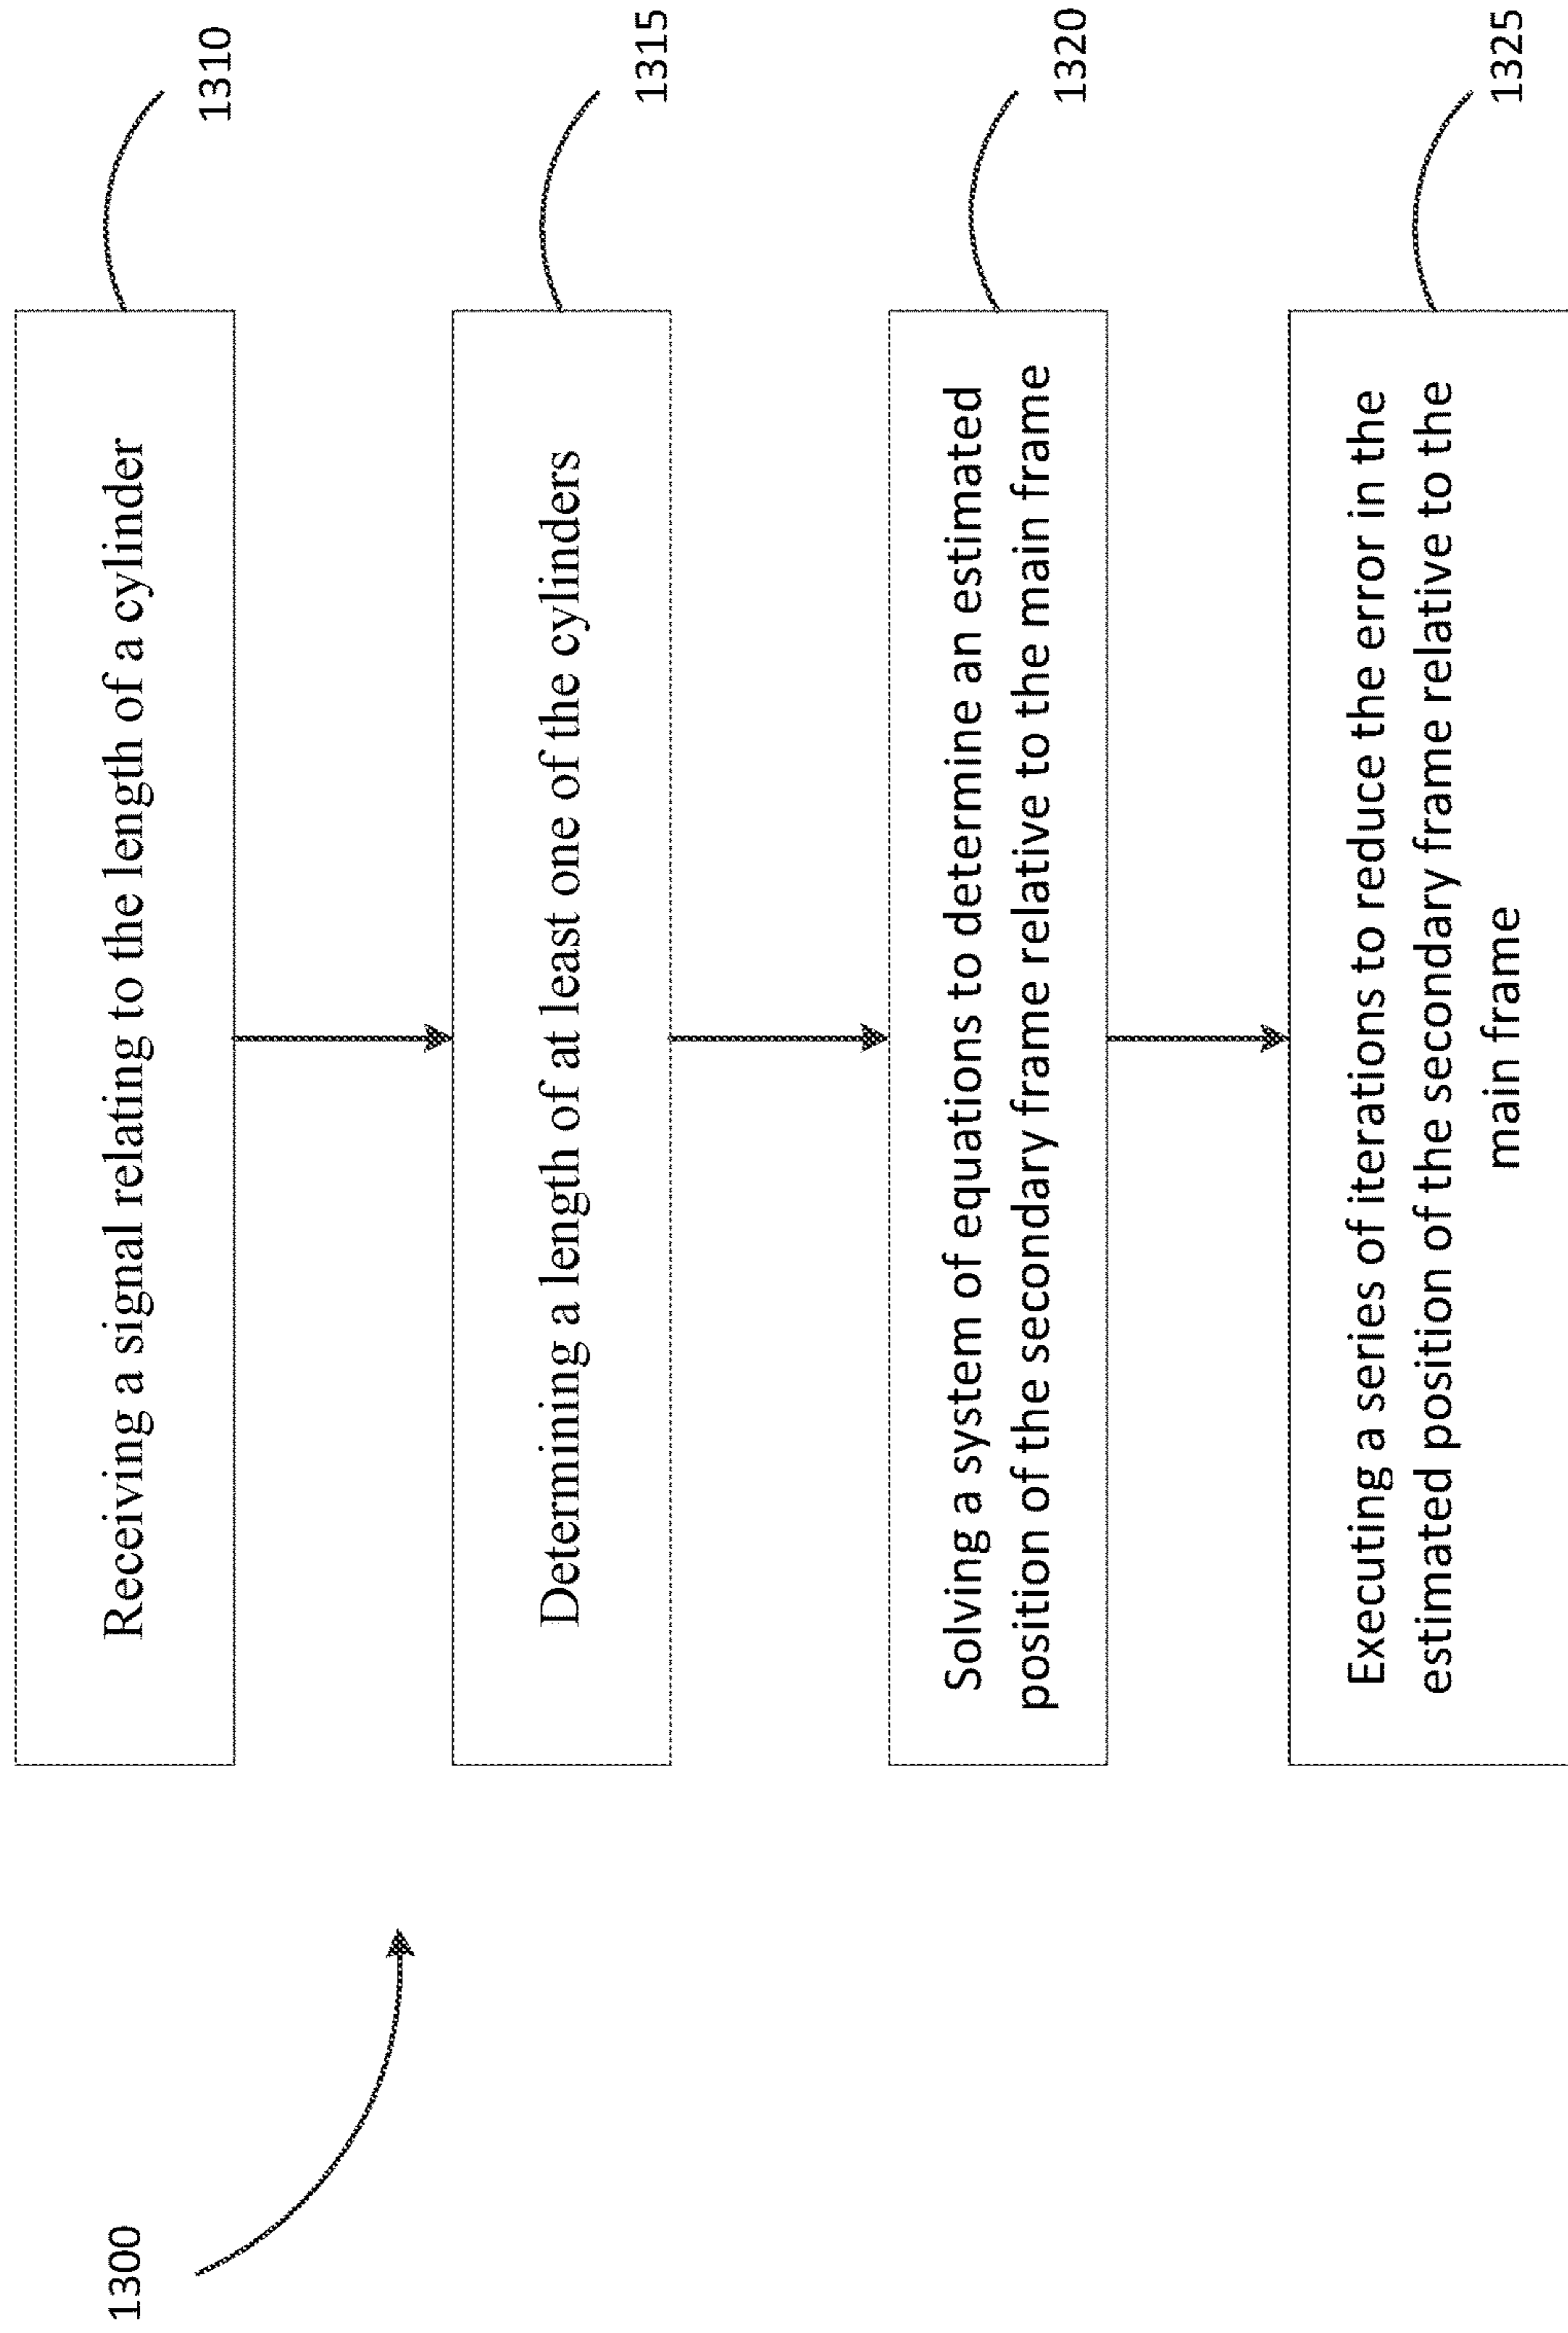 1300
Receiving a signal relating to the length of a cylinder
1310
Determining a length of at least one of the cylinders
1315
Solving a system of equations to determine an estimated
position of the secondary frame relative to the main frame
1320
Executing a series of iterations to reduce the error in the
estimated position of the secondary frame relative to the
main frame
1325